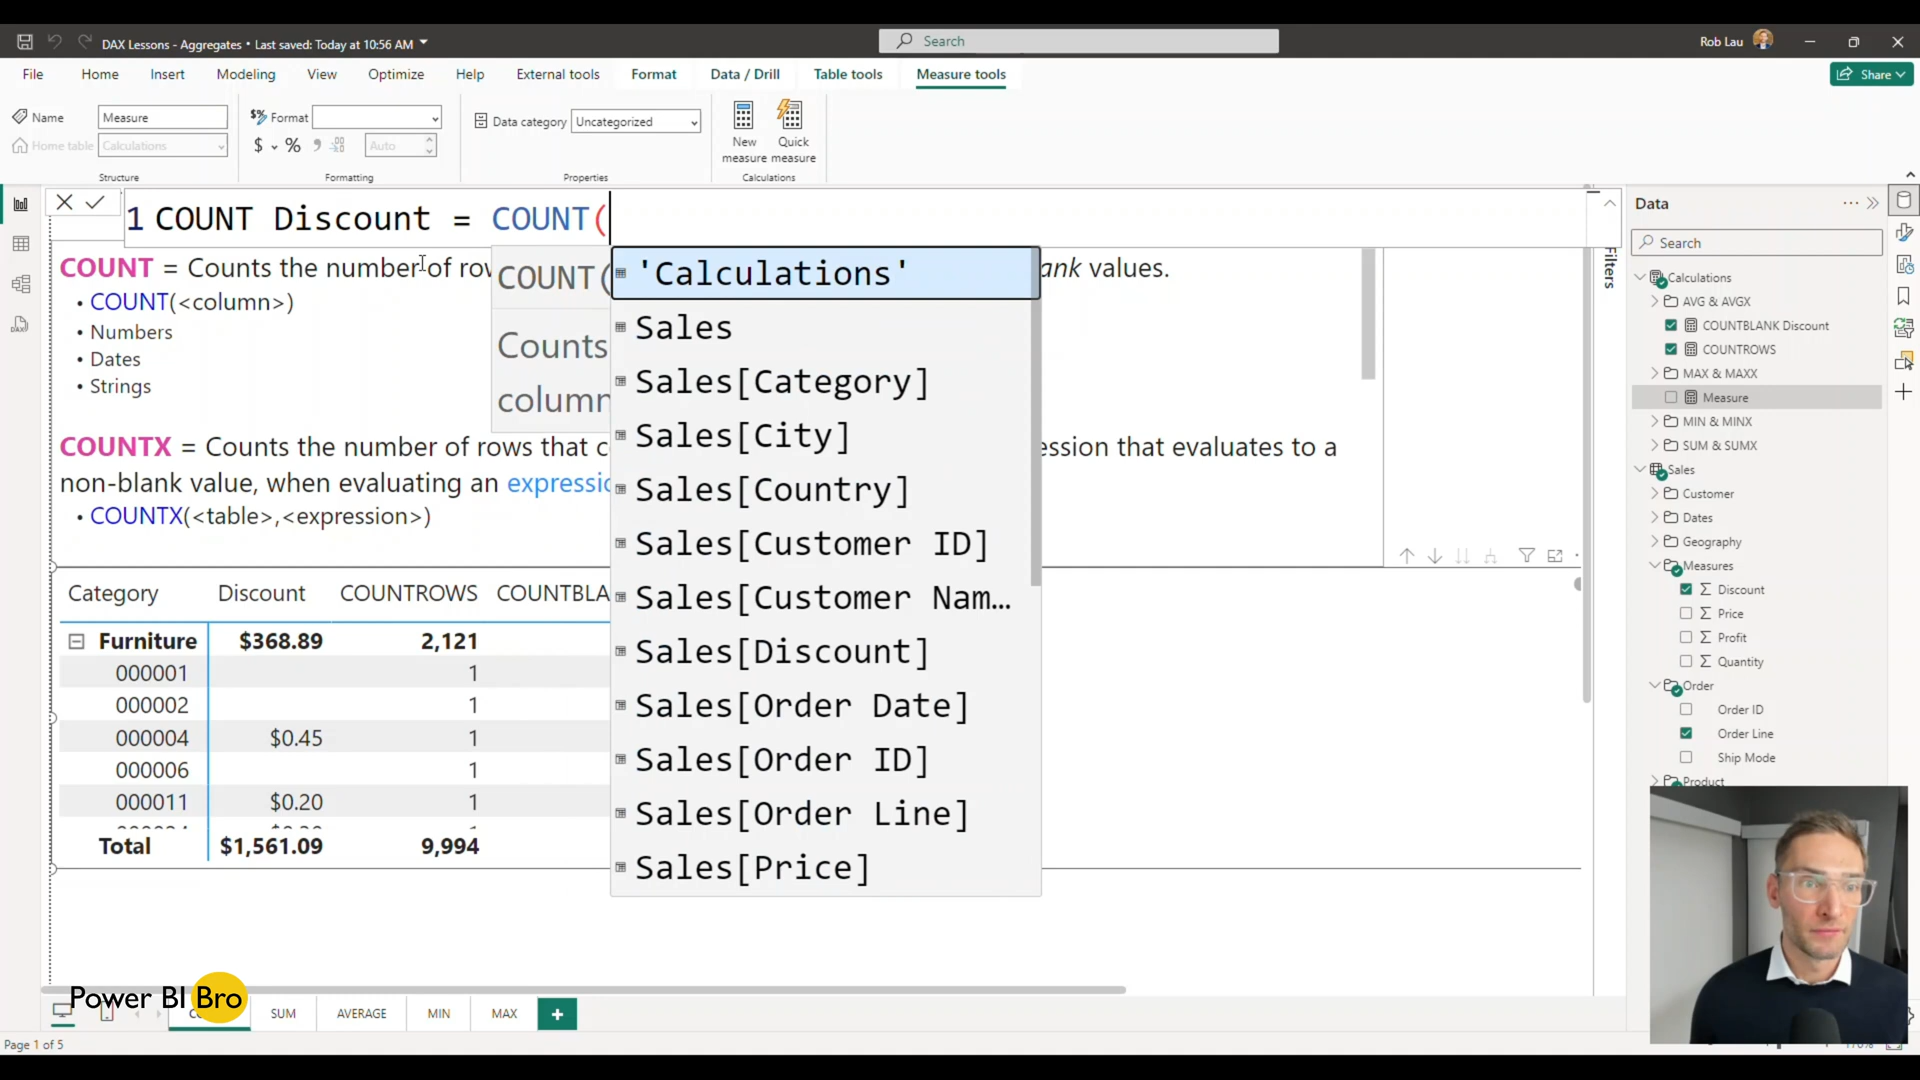 DAX Lessons - Aggregates • Last saved: Today at 10:56 AM
Search
Rob Lau
File Home Insert Modeling View Optimize Help External tools Format Data / Drill Table tools Measure tools
Share
Name Measure
Format
Data category Uncategorized
New measure
Quick measure
Home table Calculations
$ % Auto
Structure Formatting Properties Calculations
1 COUNT Discount = COUNT(
COUNT = Counts the number of row
ank values.
• COUNT(<column>)
• Numbers
• Dates
• Strings
COUNT(
Counts
column
'Calculations'
Sales
Sales[Category]
Sales[City]
Sales[Country]
Sales[Customer ID]
Sales[Customer Nam…
Sales[Discount]
Sales[Order Date]
Sales[Order ID]
Sales[Order Line]
Sales[Price]
COUNTX = Counts the number of rows that c
ession that evaluates to a
non-blank value, when evaluating an expressio
• COUNTX(<table>,<expression>)
Category Discount COUNTROWS COUNTBLA
Furniture $368.89 2,121
000001 1
000002 1
000004 $0.45 1
000006 1
000011 $0.20 1
Total $1,561.09 9,994
Filters
Data
Search
Calculations
AVG & AVGX
COUNTBLANK Discount
COUNTROWS
MAX & MAXX
Measure
MIN & MINX
SUM & SUMX
Sales
Customer
Dates
Geography
Measures
Discount
Price
Profit
Quantity
Order
Order ID
Order Line
Ship Mode
Product
Power BI Bro
SUM AVERAGE MIN MAX +
Page 1 of 5